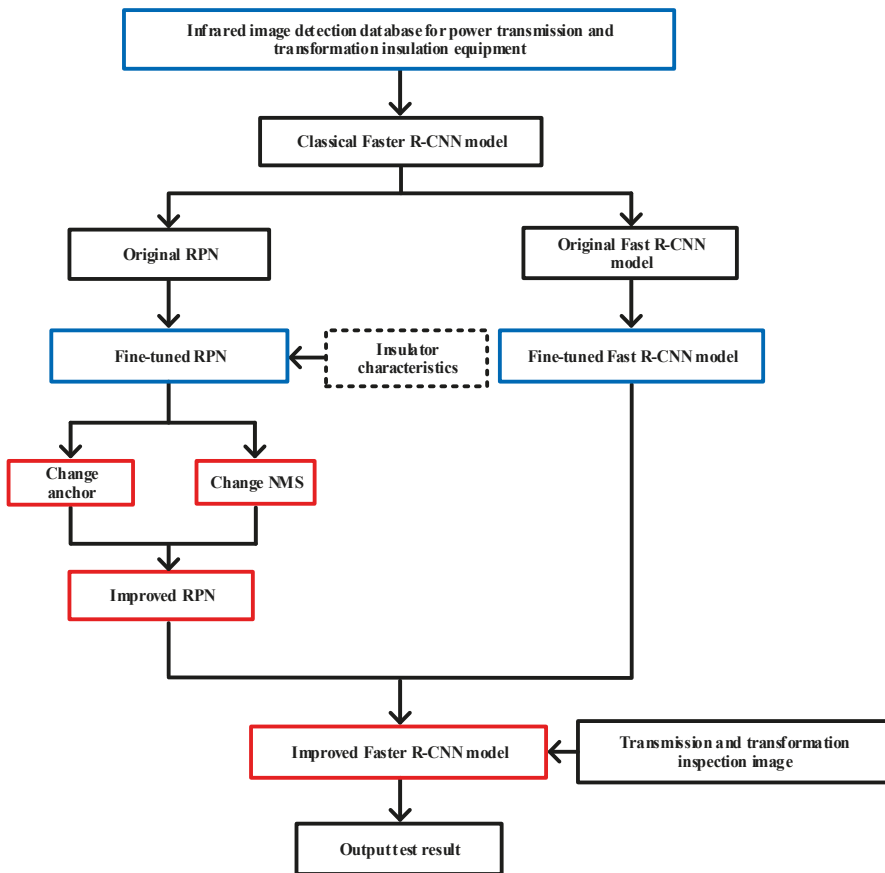 Infrared image detection database for power transmission and
transformation insulation equipment
Classical Faster R-CNN model
Original RPN
Original Fast R-CNN
model
Fine-tuned RPN
Insulator
characteristics
Fine-tuned Fast R-CNN model
Change
anchor
Change NMS
Improved RPN
Improved Faster R-CNN model
Transmission and transformation
inspection image
Output test result